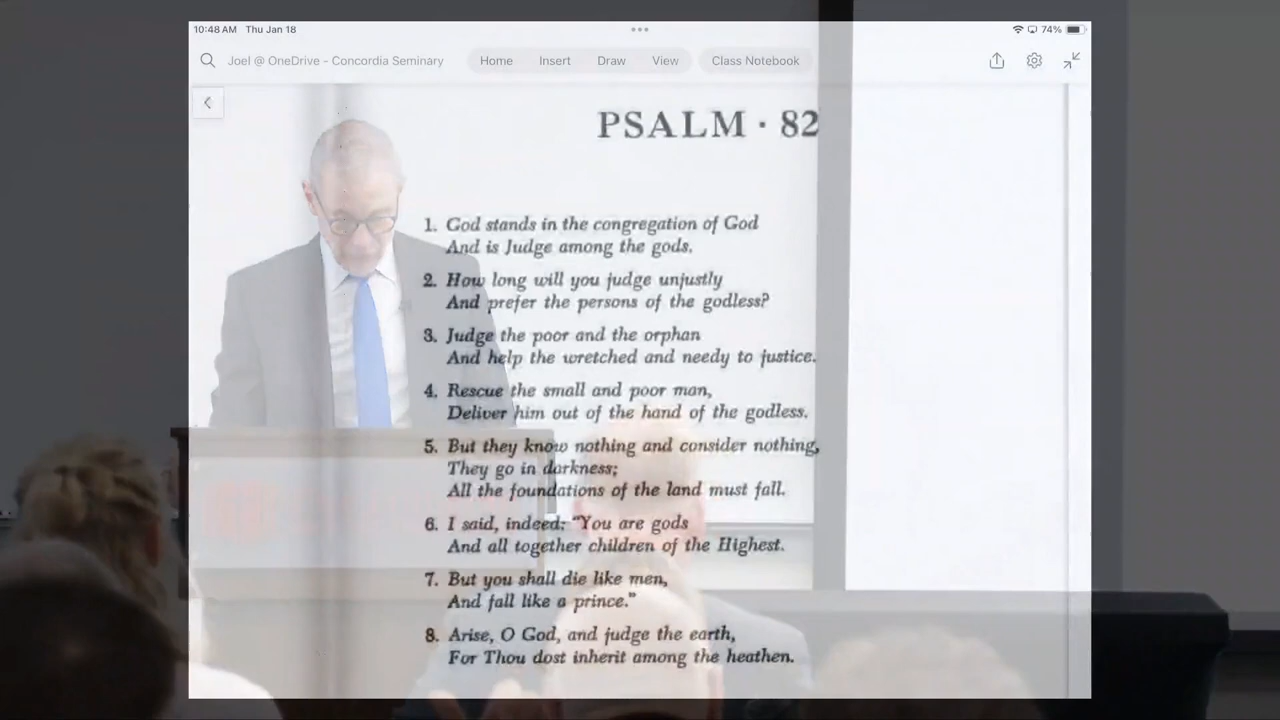 10:48 AM Thu Jan 18
74%
Joel @ OneDrive - Concordia Seminary
Home Insert Draw View Class Notebook
PSALM · 82
1. God stands in the congregation of God
And is Judge among the gods.
2. How long will you judge unjustly
And prefer the persons of the godless?
3. Judge the poor and the orphan
And help the wretched and needy to justice.
4. Rescue the small and poor man,
Deliver him out of the hand of the godless.
5. But they know nothing and consider nothing,
They go in darkness;
All the foundations of the land must fall.
6. I said, indeed: "You are gods
And all together children of the Highest.
7. But you shall die like men,
And fall like a prince."
8. Arise, O God, and judge the earth,
For Thou dost inherit among the heathen.